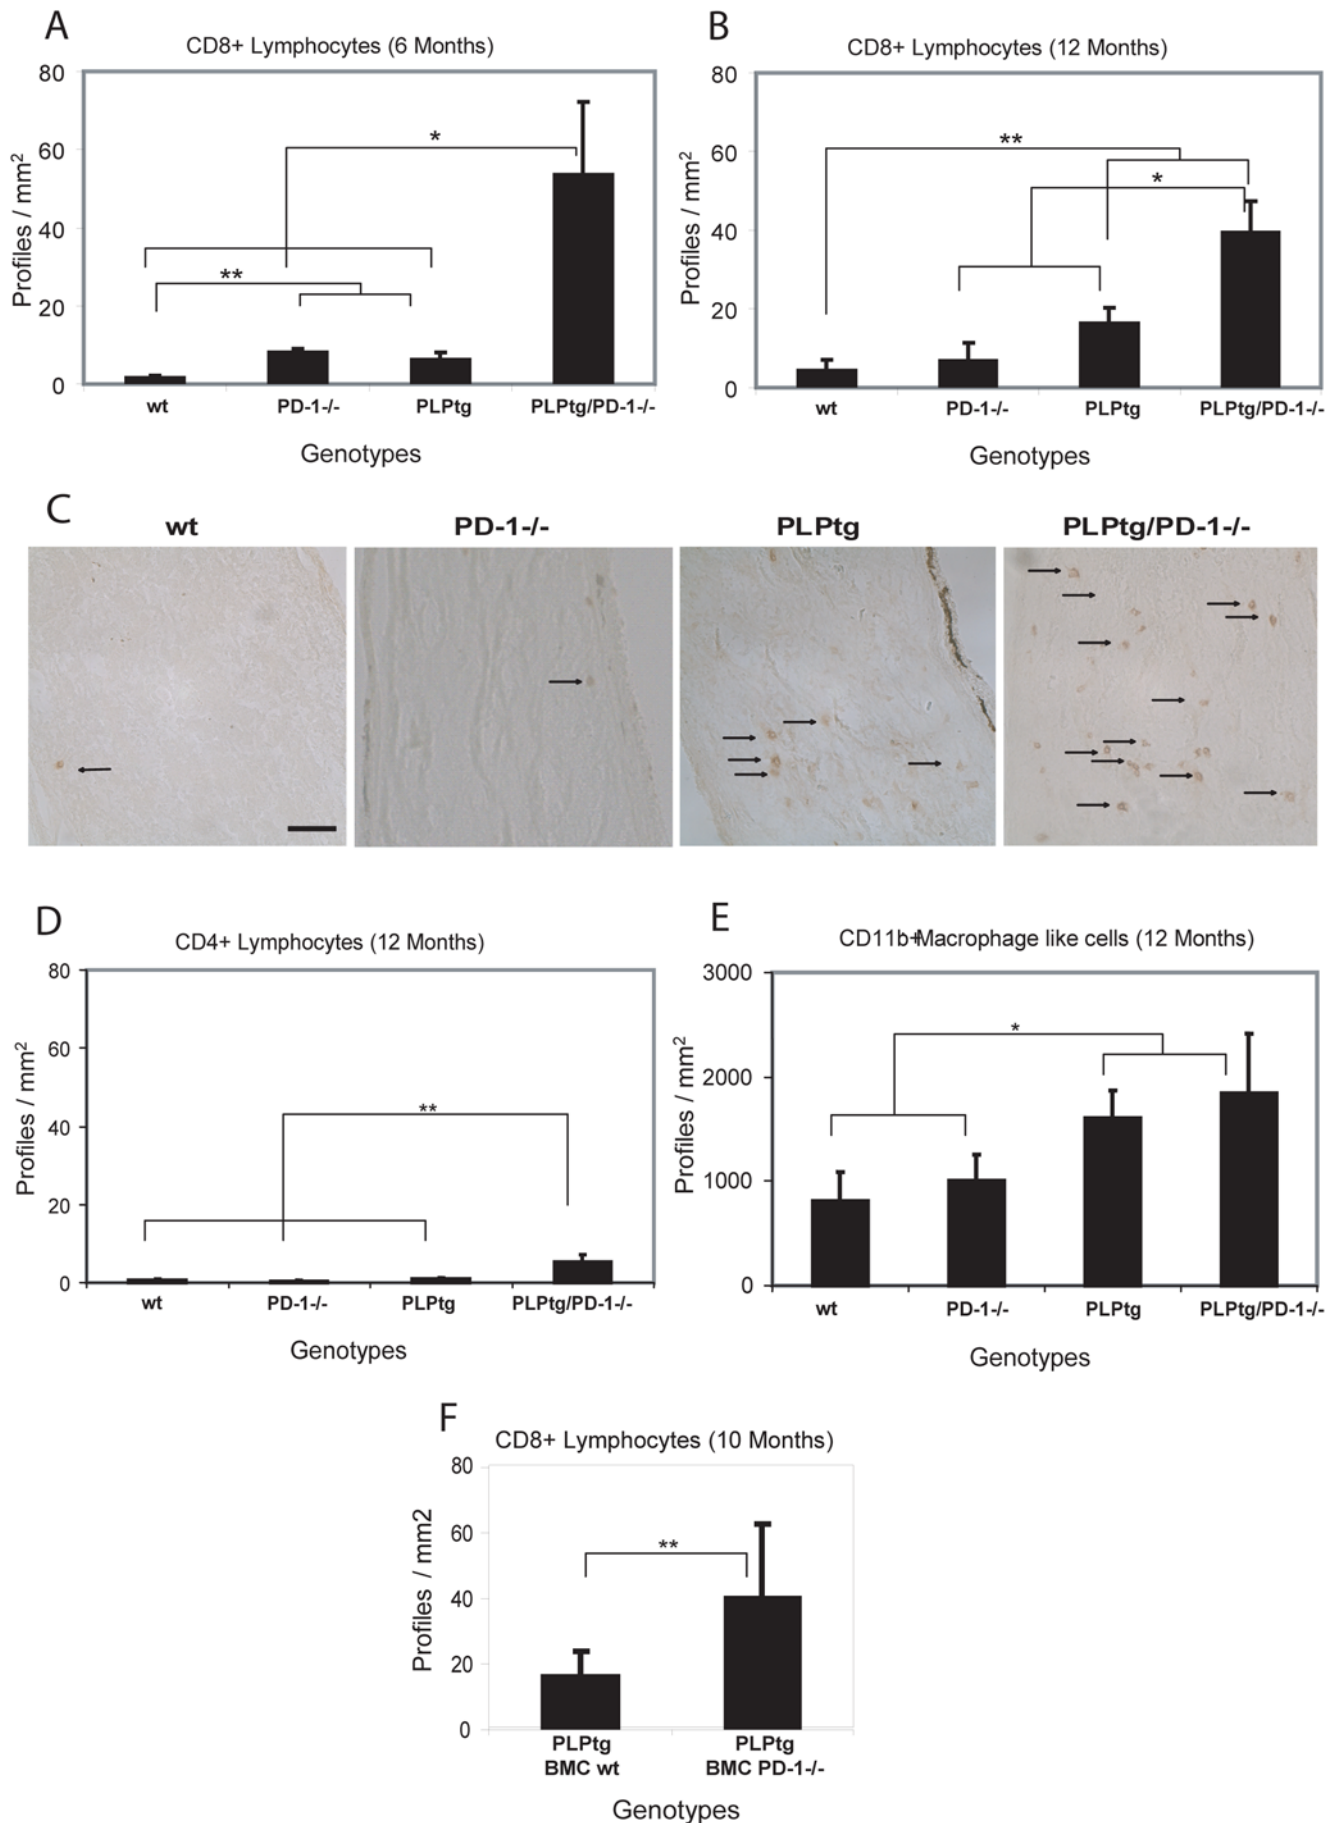 A
CD8+ Lymphocytes (6 Months)
Profiles / mm2
80
60
40
20
0
*
**
wt PD-1-/- PLPtg PLPtg/PD-1-/-
Genotypes
B
CD8+ Lymphocytes (12 Months)
Profiles / mm2
80
60
40
20
0
**
*
wt PD-1-/- PLPtg PLPtg/PD-1-/-
Genotypes
C
wt PD-1-/- PLPtg PLPtg/PD-1-/-
D
CD4+ Lymphocytes (12 Months)
Profiles / mm2
80
60
40
20
0
**
wt PD-1-/- PLPtg PLPtg/PD-1-/-
Genotypes
E
CD11b+Macrophage like cells (12 Months)
Profiles / mm2
3000
2000
1000
0
*
wt PD-1-/- PLPtg PLPtg/PD-1-/-
Genotypes
F
CD8+ Lymphocytes (10 Months)
Profiles / mm2
80
60
40
20
0
**
PLPtg PLPtg
BMC wt BMC PD-1-/-
Genotypes